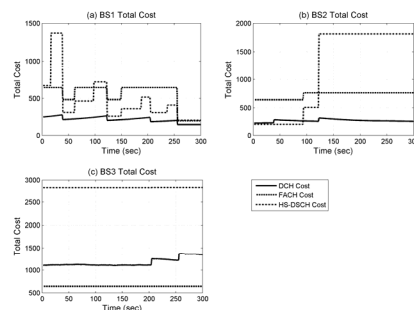 (a) BS1 Total Cost
1500
1000
500
0
Total Cost
0 50 100 150 200 250 300
Time (sec)
(b) BS2 Total Cost
2000
1500
1000
500
0
Total Cost
0 50 100 150 200 250 300
Time (sec)
(c) BS3 Total Cost
3000
2500
2000
1500
1000
500
Total Cost
0 50 100 150 200 250 300
Time (sec)
DCH Cost
FACH Cost
HS-DSCH Cost